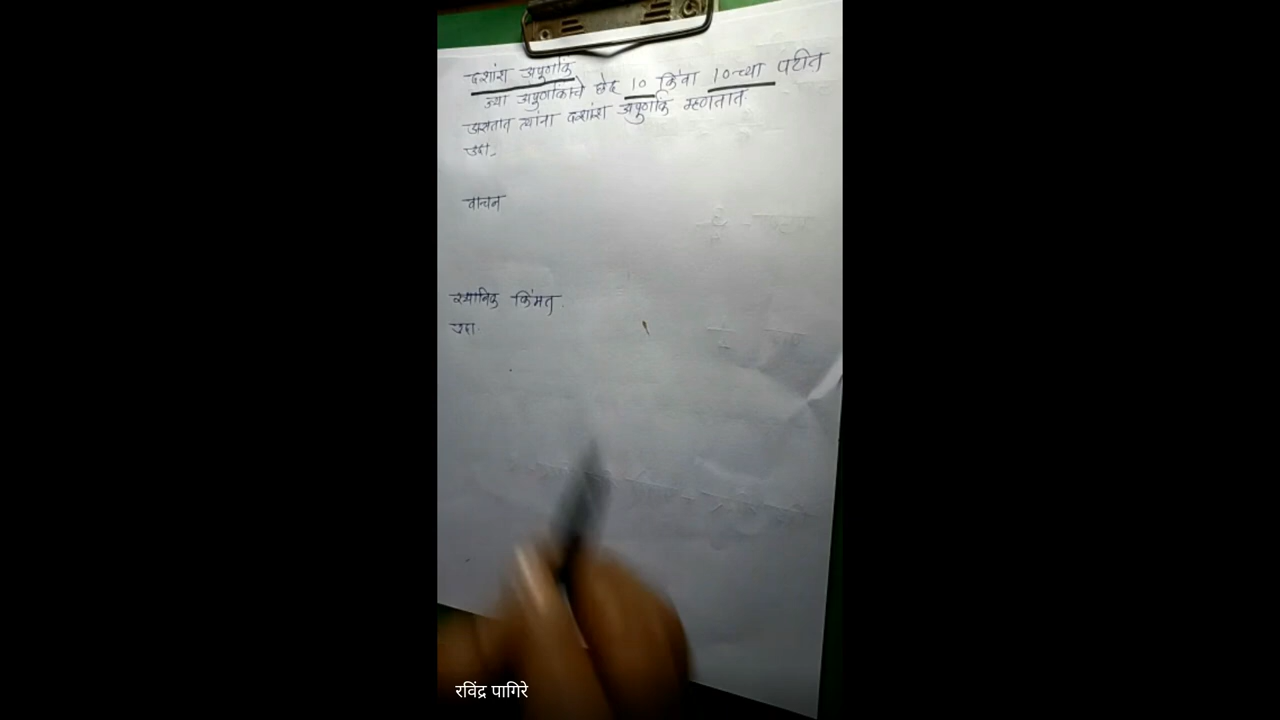 दशांश अपूर्णांक
ज्या अपूर्णांकाचे छेद 10 किंवा 10च्या पटीत
असतात त्यांना दशांश अपूर्णांक म्हणतात
उदा-
वाचन
स्थानिक किंमत
उदा.
रविंद्र पागिरे